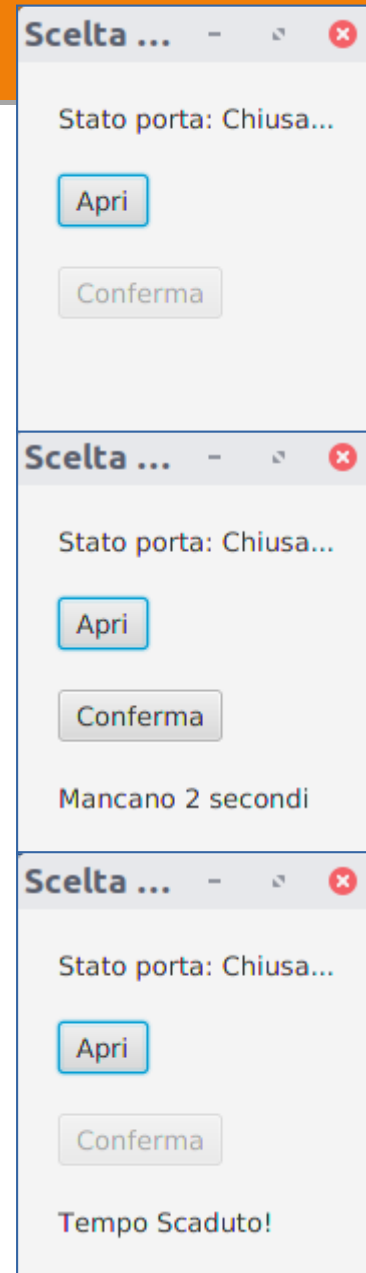 Scelta ...
Stato porta: Chiusa...
Apri
Conferma
Scelta ...
Stato porta: Chiusa...
Apri
Conferma
Mancano 2 secondi
Scelta ...
Stato porta: Chiusa...
Apri
Conferma
Tempo Scaduto!